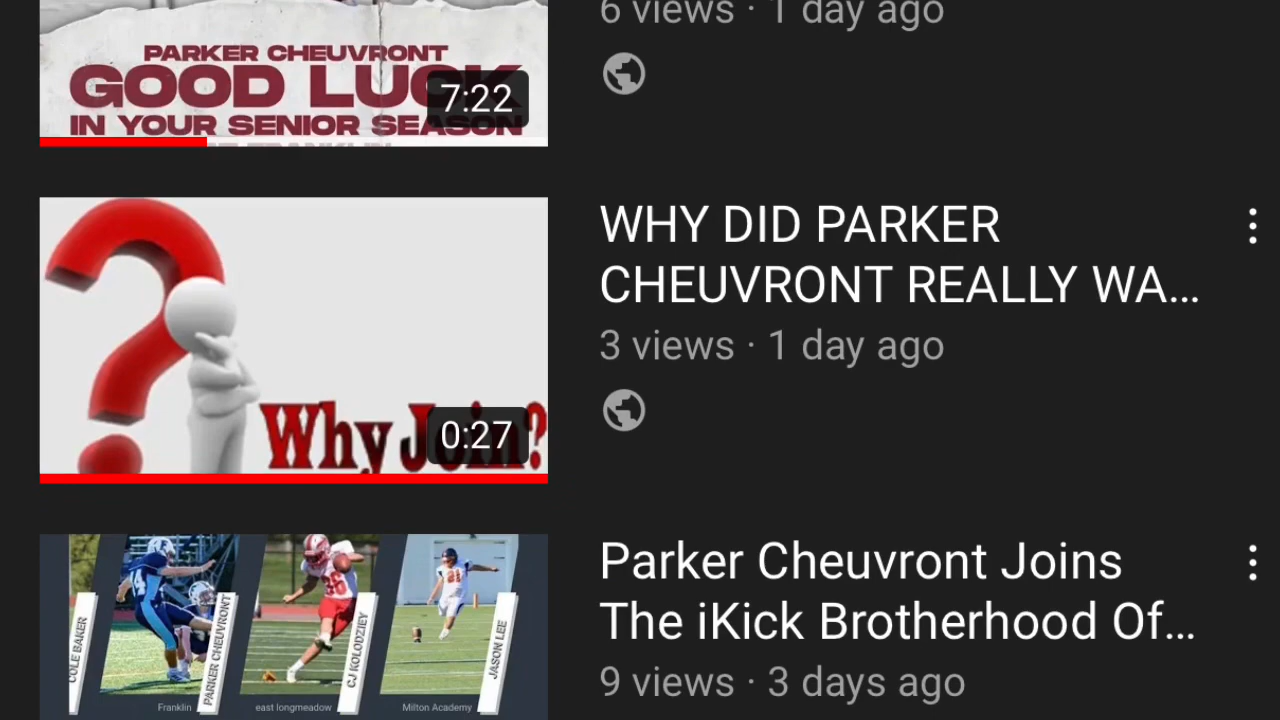 6 views · 1 day ago
PARKER CHEUVRONT
GOOD LUCK
7:22
IN YOUR SENIOR SEASON
WHY DID PARKER
CHEUVRONT REALLY WA...
3 views · 1 day ago
Why Join?
0:27
Parker Cheuvront Joins
The iKick Brotherhood Of...
9 views · 3 days ago
COLE BAKER
PARKER CHEUVRONT
CJ KOLODZIEY
JASON LEE
Franklin
east longmeadow
Milton Academy